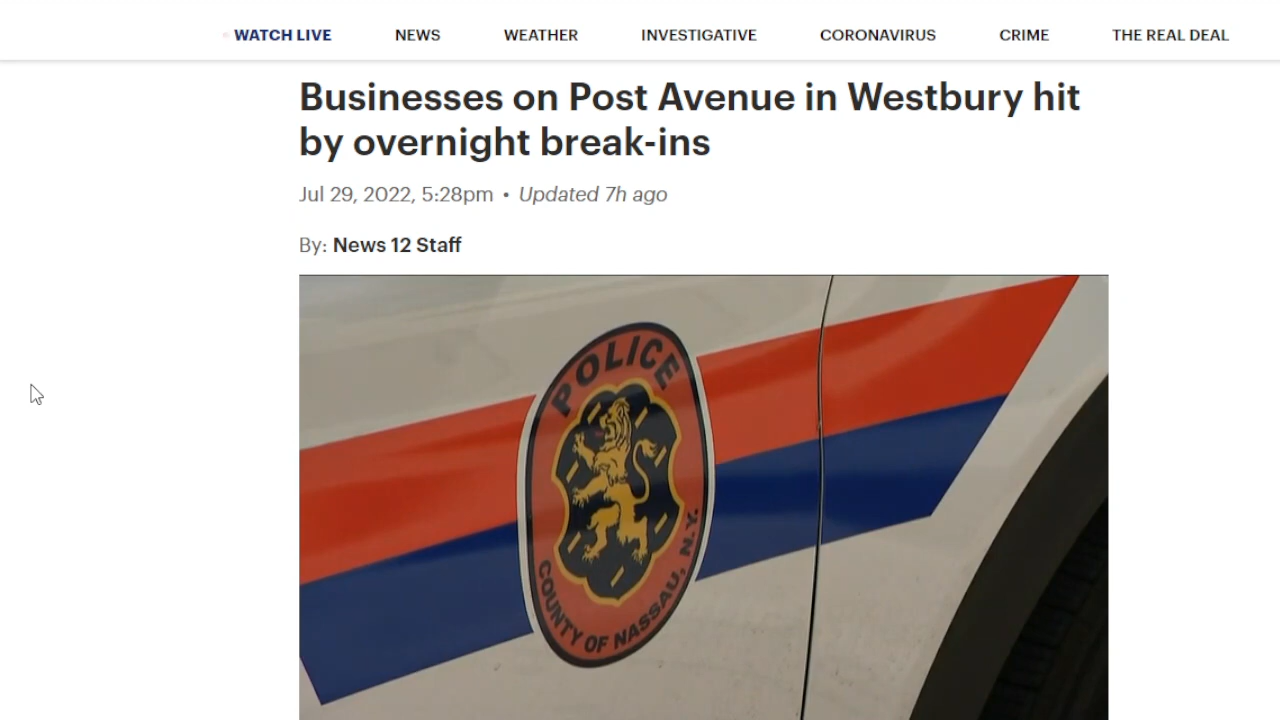 WATCH LIVE NEWS WEATHER INVESTIGATIVE CORONAVIRUS CRIME THE REAL DEAL
Businesses on Post Avenue in Westbury hit
by overnight break-ins
Jul 29, 2022, 5:28pm • Updated 7h ago
By: News 12 Staff
POLICE
COUNTY OF NASSAU, N.Y.